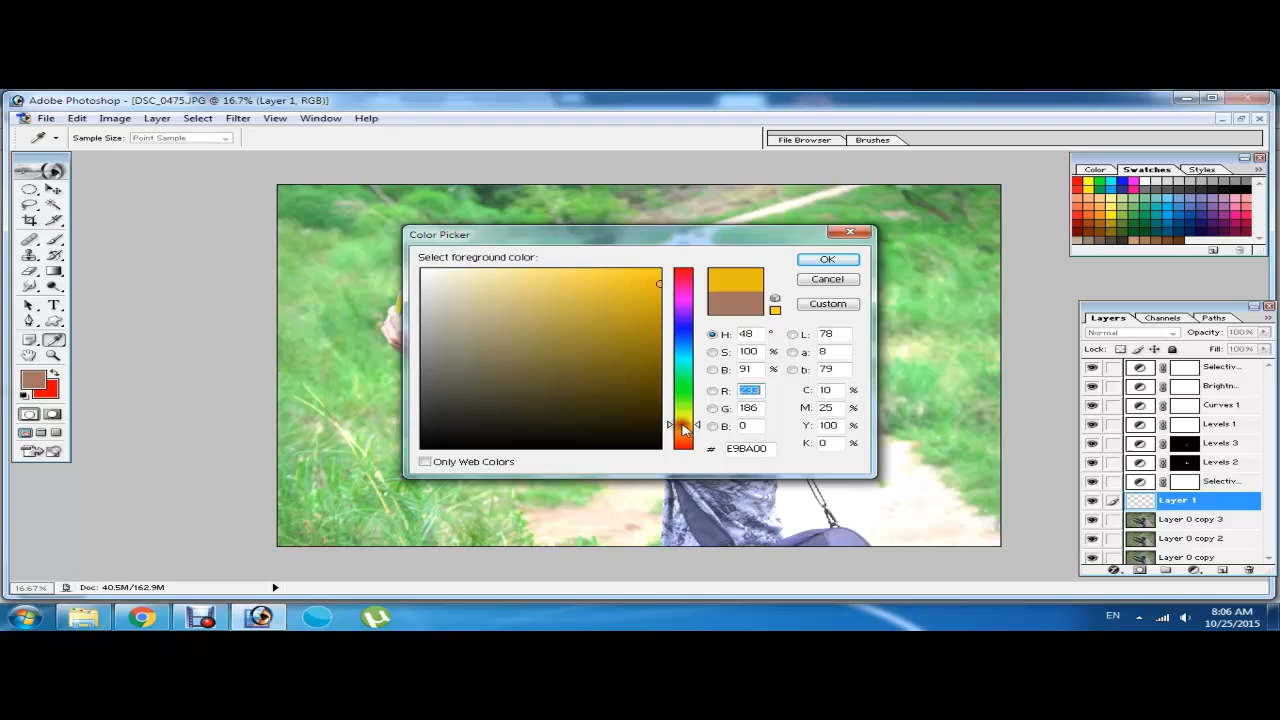 Adobe Photoshop - [DSC_0475.JPG @ 16.7% (Layer 1, RGB)]
File Edit Image Layer Select Filter View Window Help
Sample Size: Point Sample
File Browser Brushes
Color Swatches Styles
Color Picker
Select foreground color:
OK
Cancel
Custom
H: 48 ° L: 78
S: 100 % a: 8
B: 91 % b: 79
R: 233 C: 10 %
G: 186 M: 25 %
B: 0 Y: 100 %
# E9BA00 K: 0 %
Only Web Colors
Layers Channels Paths
Normal Opacity: 100%
Lock: Fill: 100%
Selectiv...
Brightn...
Curves 1
Levels 1
Levels 3
Levels 2
Selectiv...
Layer 1
Layer 0 copy 3
Layer 0 copy 2
Layer 0 copy
16.67% Doc: 40.5M/162.9M
EN
8:06 AM
10/25/2015